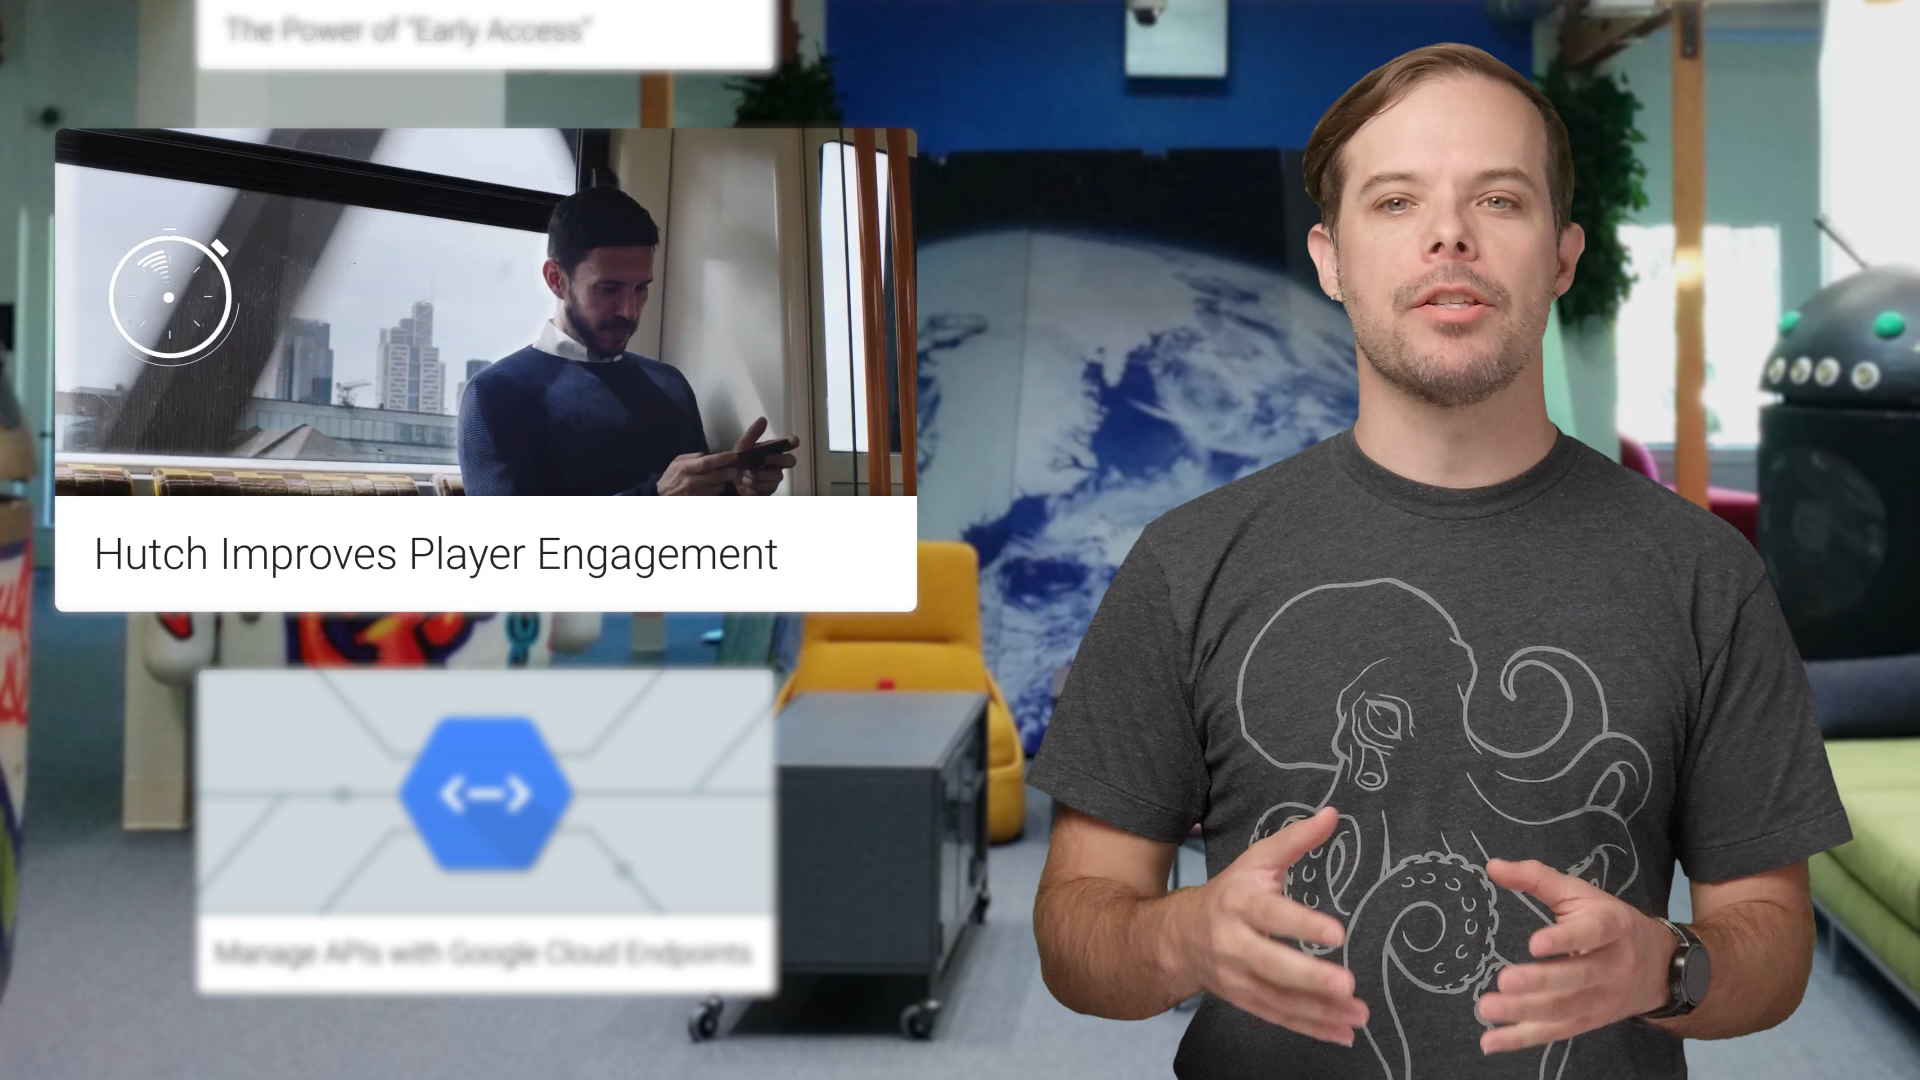 The Power of "Early Access"
Hutch Improves Player Engagement
Manage APIs with Google Cloud Endpoints